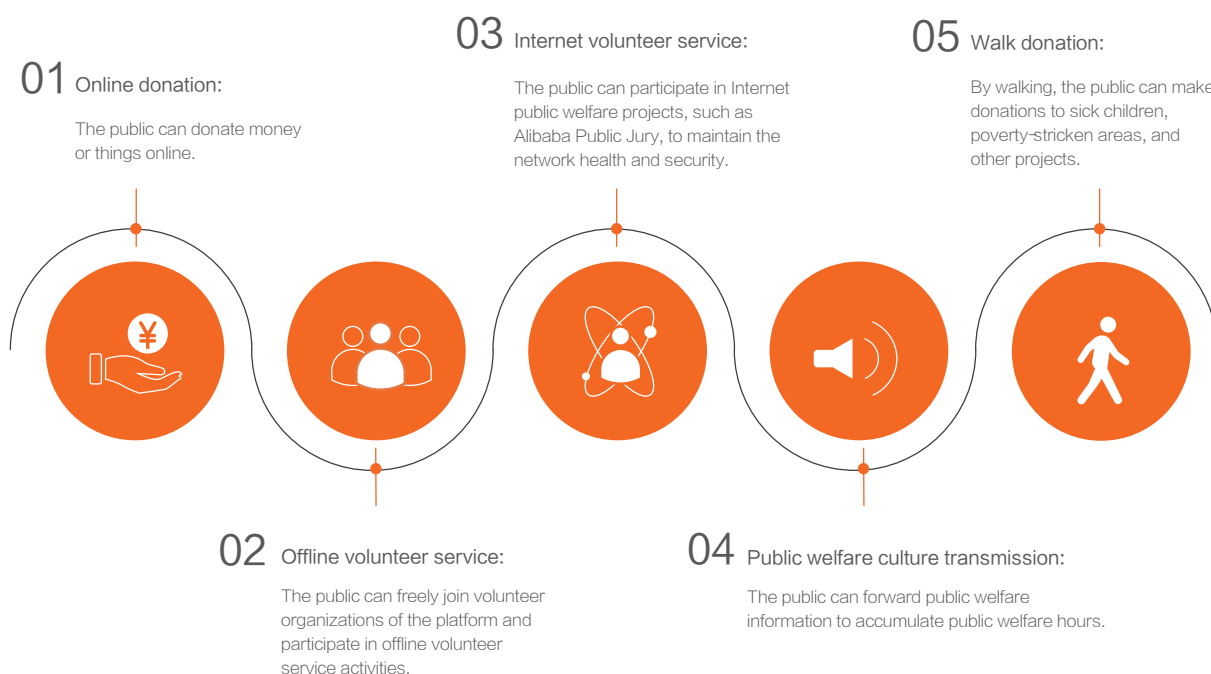 01 Online donation:
The public can donate money
or things online.
02 Offline volunteer service:
The public can freely join volunteer
organizations of the platform and
participate in offline volunteer
service activities.
03 Internet volunteer service:
The public can participate in Internet
public welfare projects, such as
Alibaba Public Jury, to maintain the
network health and security.
04 Public welfare culture transmission:
The public can forward public welfare
information to accumulate public welfare hours.
05 Walk donation:
By walking, the public can make
donations to sick children,
poverty-stricken areas, and
other projects.
¥